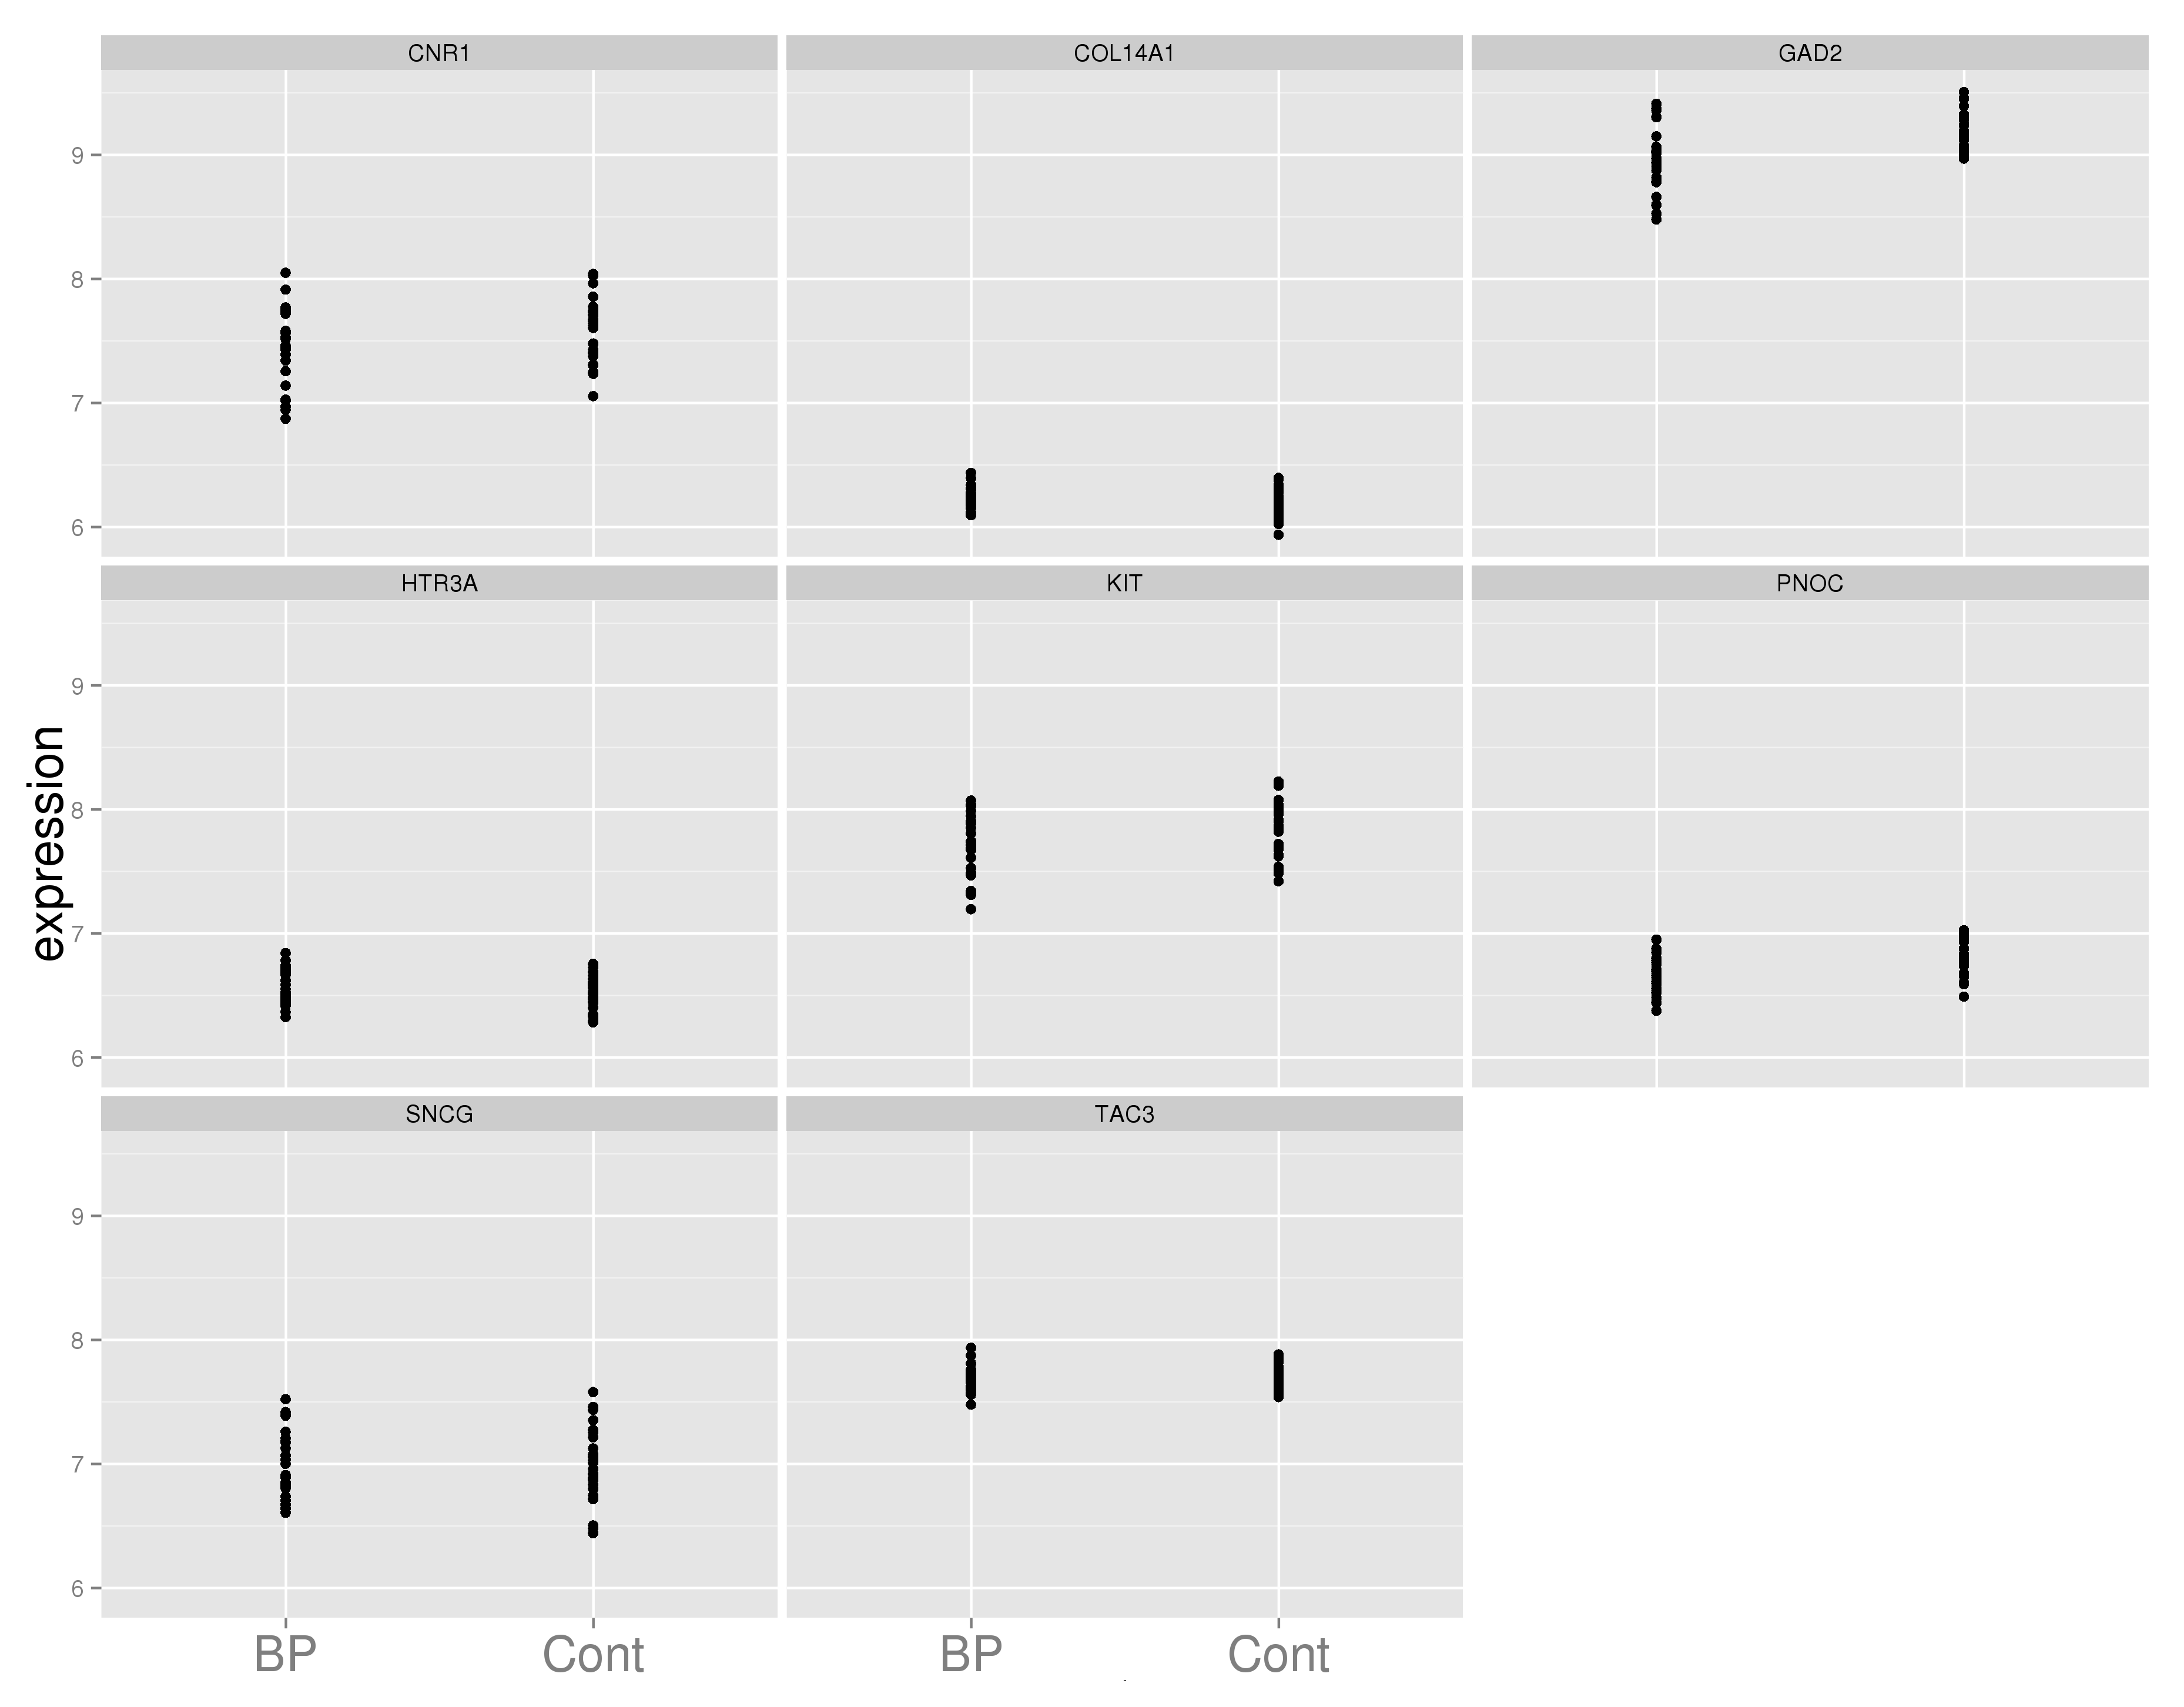 CNR1 COL14A1 GAD2
9
8
7
6
HTR3A KIT PNOC
9
8
7
6
expression
SNCG TAC3
9
8
7
6
BP Cont BP Cont